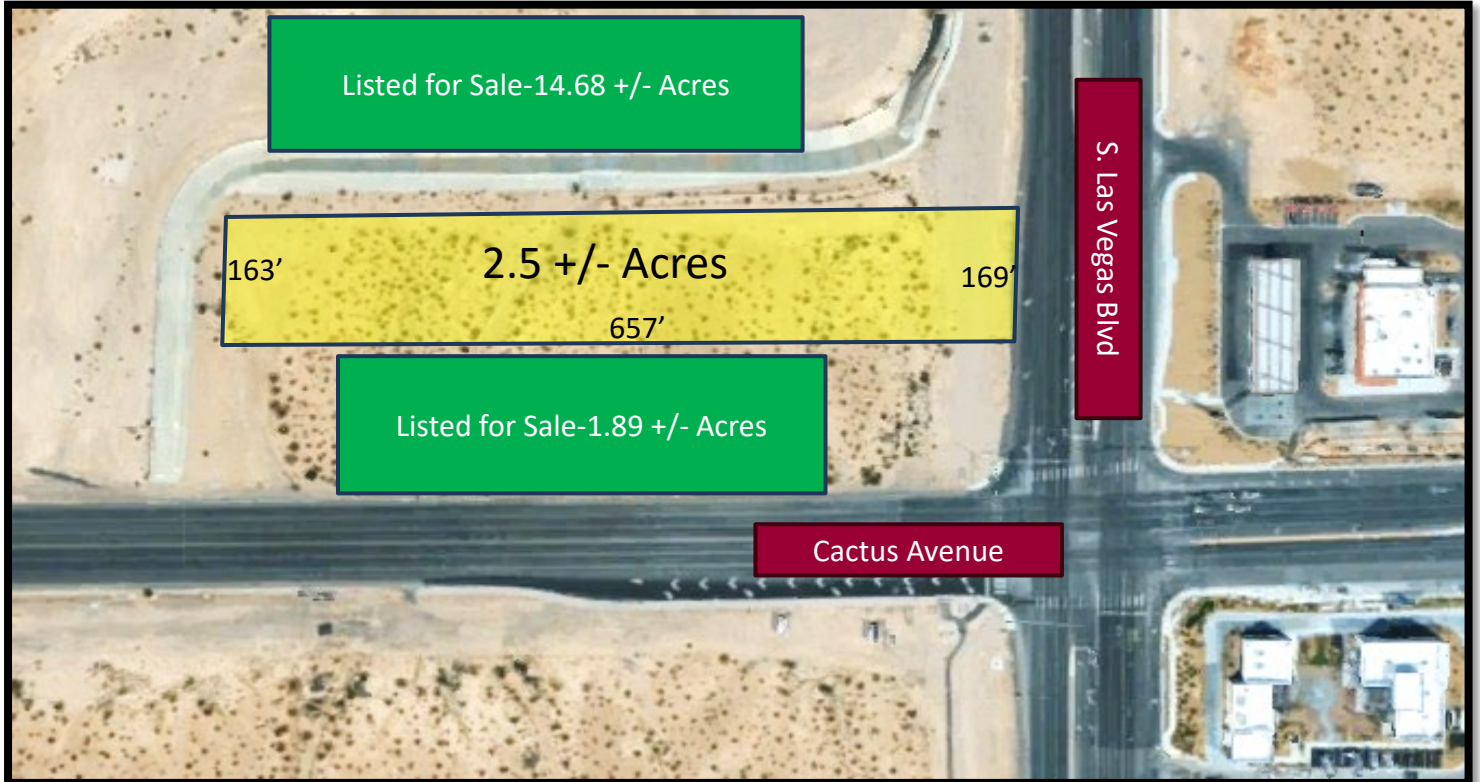 Listed for Sale-14.68 +/- Acres
S. Las Vegas Blvd
163’
2.5 +/- Acres
169’
657’
Listed for Sale-1.89 +/- Acres
Cactus Avenue